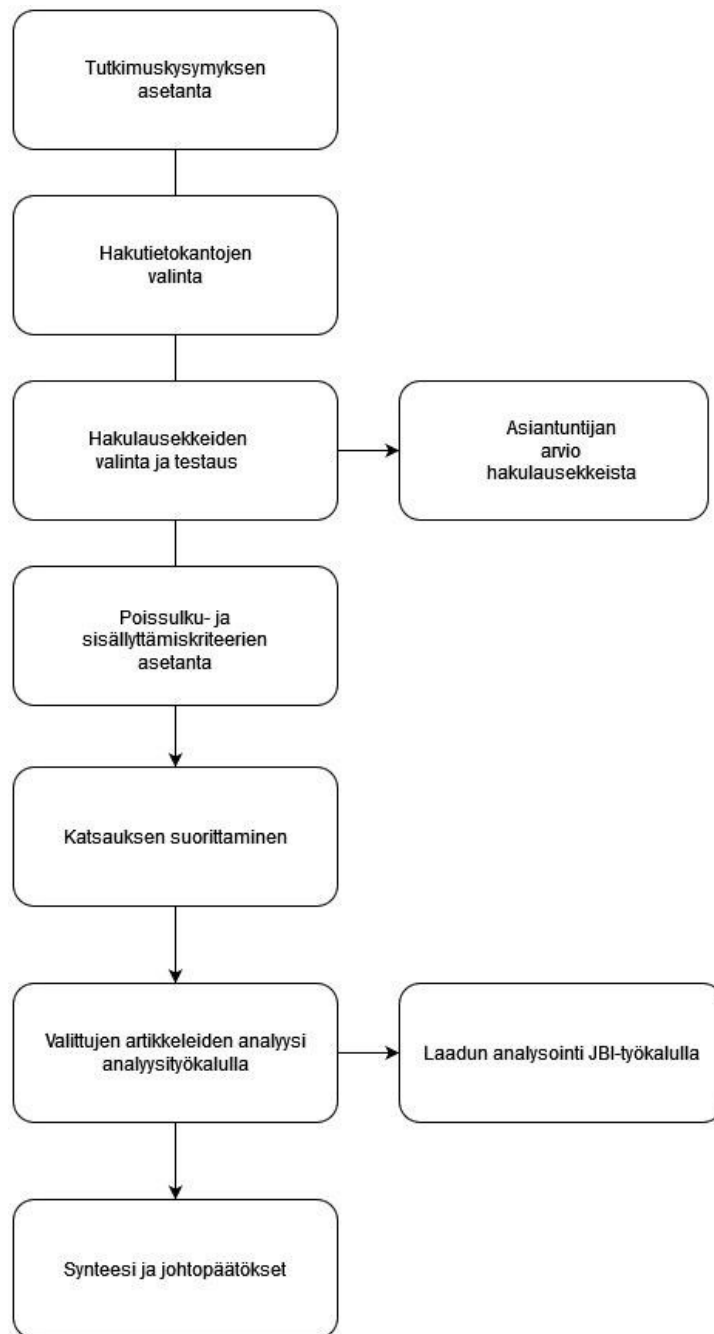 Tutkimuskysymyksen
asetanta
Hakutietokantojen
valinta
Hakulausekkeiden
valinta ja testaus
Asiantuntijan
arvio
hakulausekkeista
Poissulku- ja
sisällyttämiskriteerien
asetanta
Katsauksen suorittaminen
Valittujen artikkeleiden analyysi
analyysityökalulla
Laadun analysointi JBI-työkalulla
Synteesi ja johtopäätökset